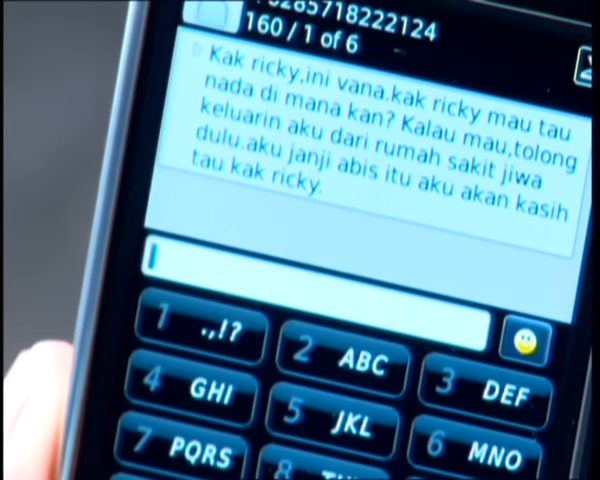 8285718222124
160 / 1 of 6
Kak ricky,ini vana.kak ricky mau tau
nada di mana kan? Kalau mau,tolong
keluarin aku dari rumah sakit jiwa
dulu.aku janji abis itu aku akan kasih
tau kak ricky.
1 .,!?
2 ABC
3 DEF
4 GHI
5 JKL
6 MNO
7 PQRS
8